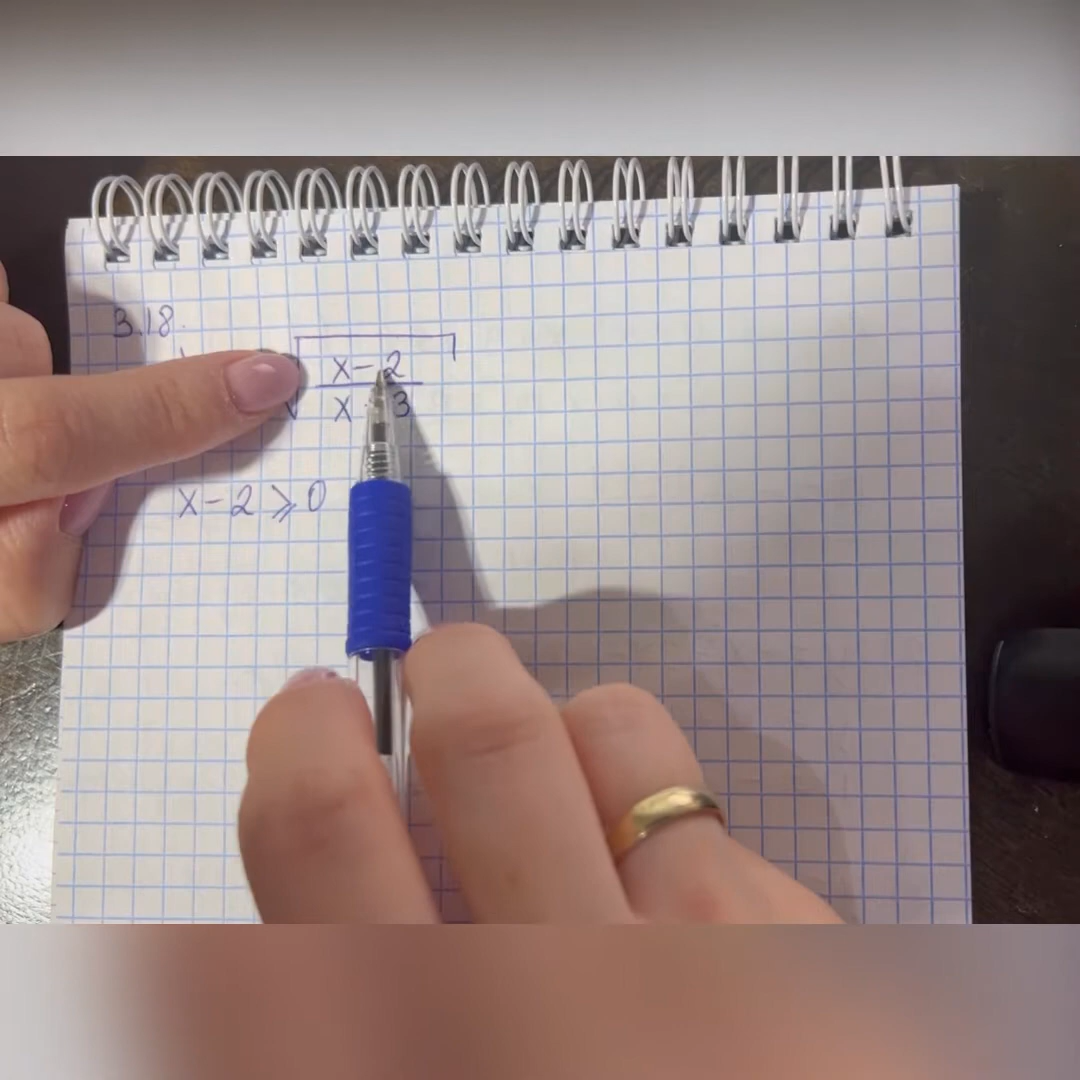 3.18.
x-2
x 3
x-2 ⩾ 0